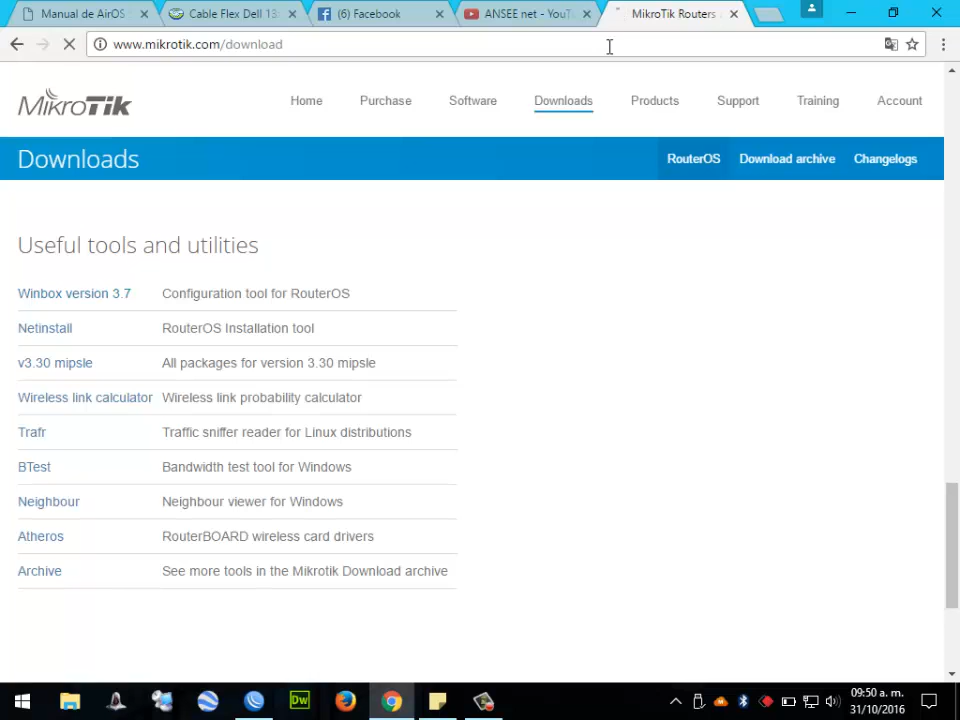 Manual de AirOS
Cable Flex Dell 13
(6) Facebook
ANSEE net - YouT
MikroTik Routers
www.mikrotik.com/download
MikroTik
Home
Purchase
Software
Downloads
Products
Support
Training
Account
Downloads
RouterOS
Download archive
Changelogs
Useful tools and utilities
Winbox version 3.7 Configuration tool for RouterOS
Netinstall RouterOS Installation tool
v3.30 mipsle All packages for version 3.30 mipsle
Wireless link calculator Wireless link probability calculator
Trafr Traffic sniffer reader for Linux distributions
BTest Bandwidth test tool for Windows
Neighbour Neighbour viewer for Windows
Atheros RouterBOARD wireless card drivers
Archive See more tools in the Mikrotik Download archive
Dw
09:50 a. m.
31/10/2016